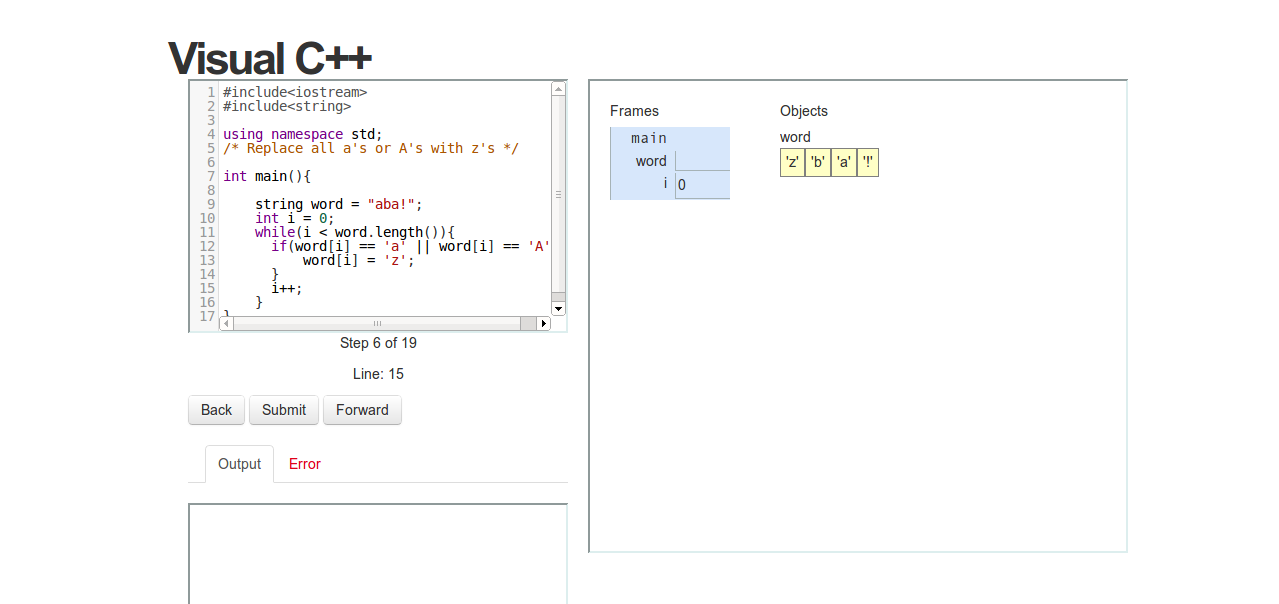 Visual C++
1 #include<iostream>
2 #include<string>
3
4 using namespace std;
5 /* Replace all a's or A's with z's */
6
7 int main(){
8
9     string word = "aba!";
10     int i = 0;
11     while(i < word.length()){
12       if(word[i] == 'a' || word[i] == 'A'
13           word[i] = 'z';
14       }
15       i++;
16     }
17 }
Step 6 of 19
Line: 15
Back Submit Forward
Output Error
Frames
main
word
i 0
Objects
word
'z' 'b' 'a' '!'